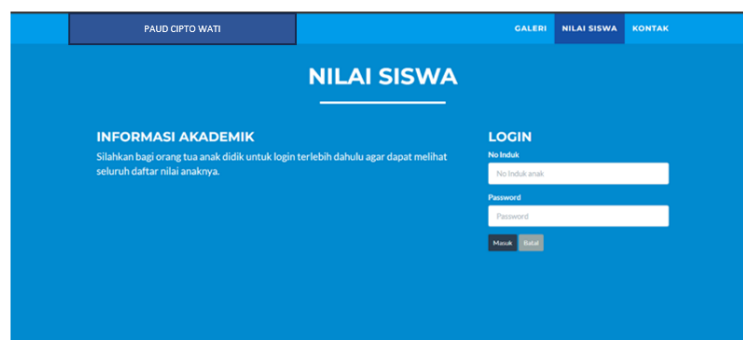 PAUD CIPTO WATI
GALERI NILAI SISWA KONTAK
NILAI SISWA
INFORMASI AKADEMIK
Silahkan bagi orang tua anak didik untuk login terlebih dahulu agar dapat melihat
seluruh daftar nilai anaknya.
LOGIN
No Induk
No Induk anak
Password
Password
Masuk Batal